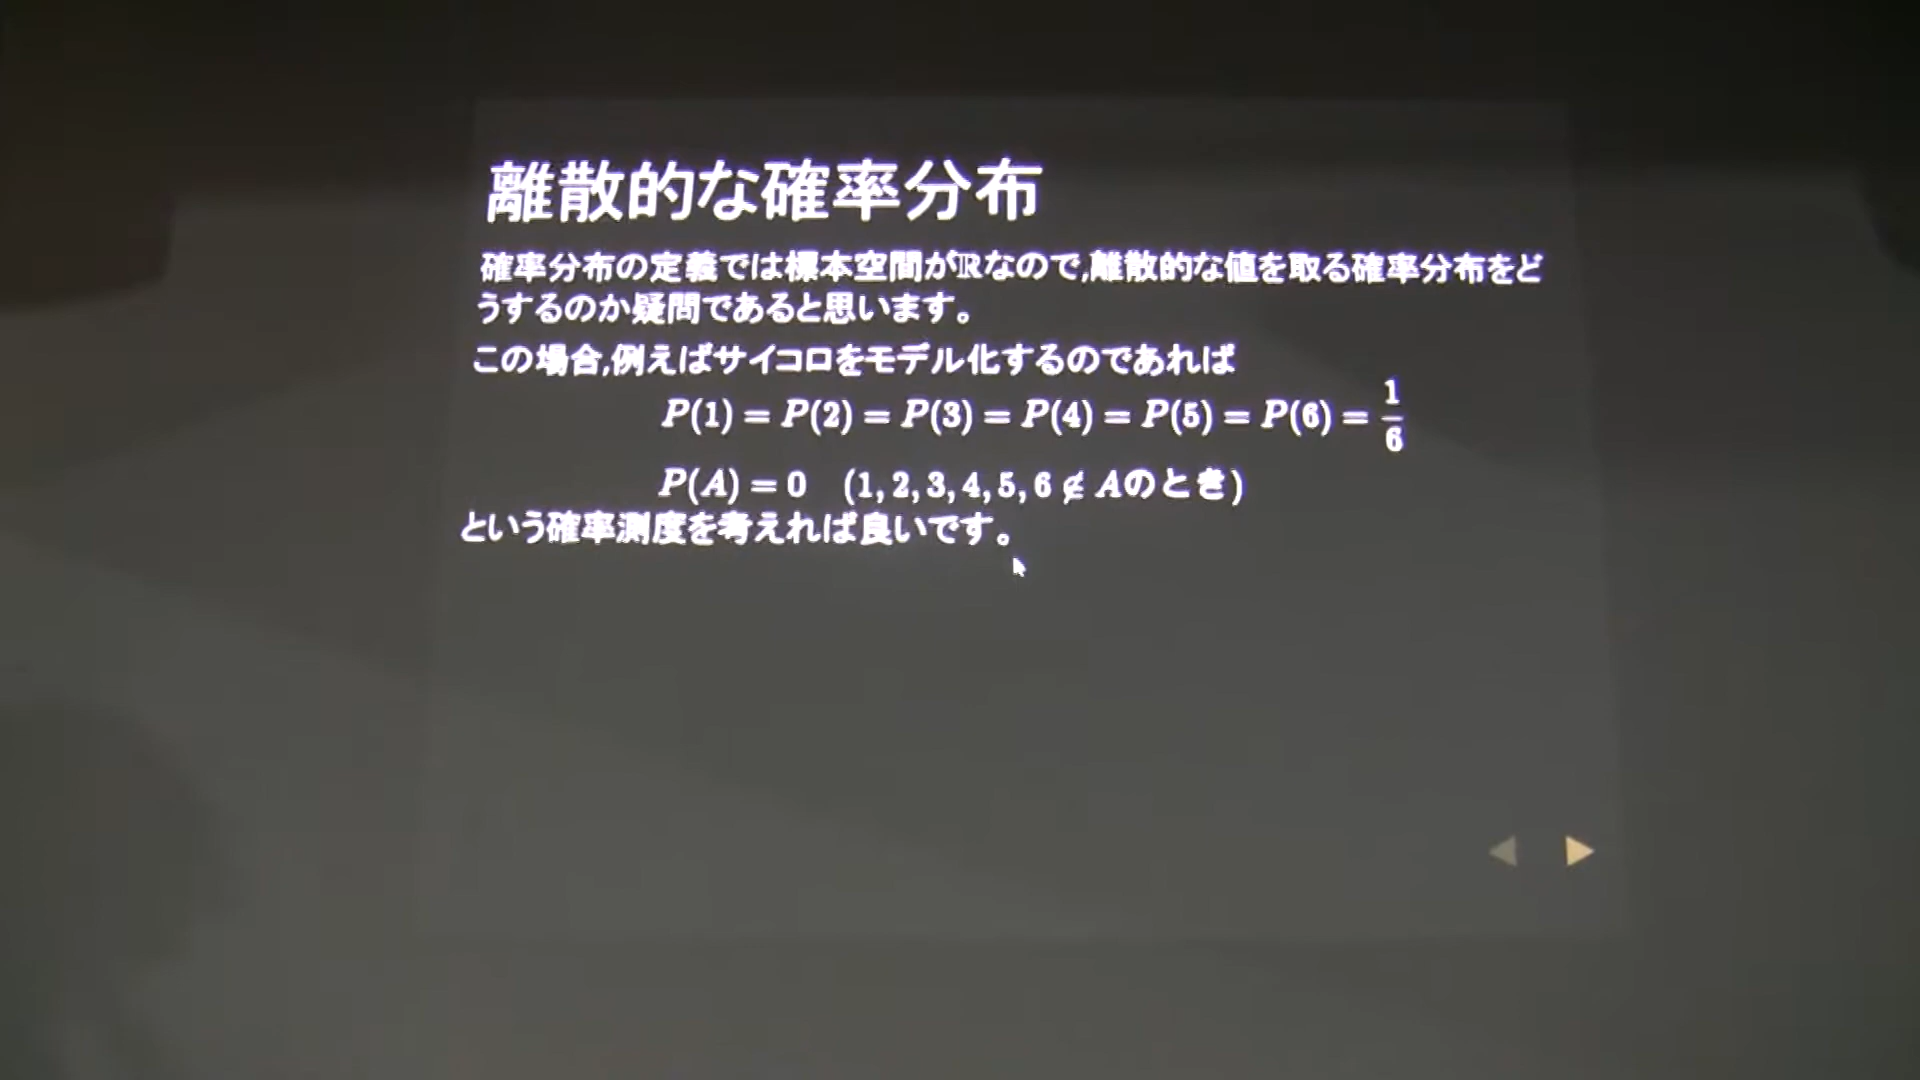 離散的な確率分布
確率分布の定義では標本空間がℝなので,離散的な値を取る確率分布をど
うするのか疑問であると思います。
この場合,例えばサイコロをモデル化するのであれば
P(1) = P(2) = P(3) = P(4) = P(5) = P(6) = 1/6
P(A) = 0 (1, 2, 3, 4, 5, 6 ∉ Aのとき)
という確率測度を考えれば良いです。